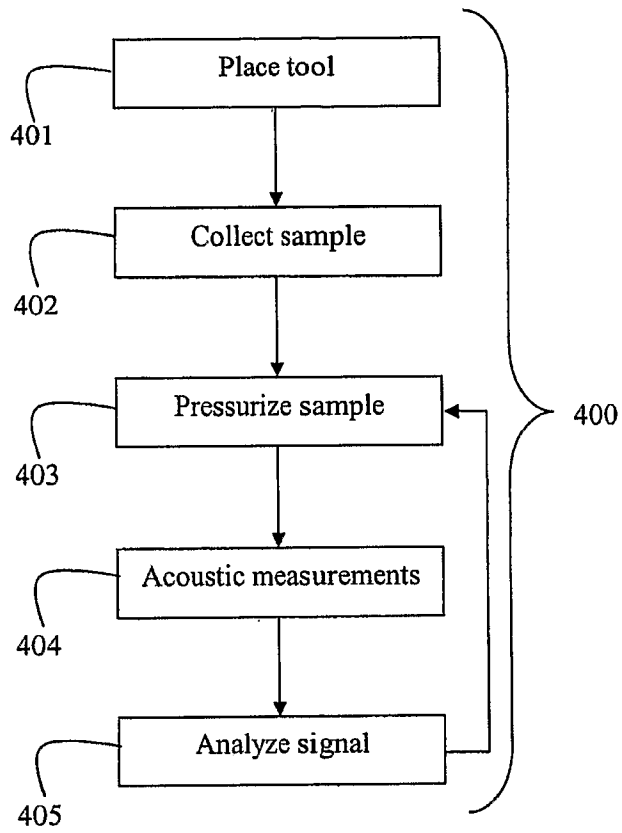 Place tool
401
Collect sample
402
Pressurize sample
400
403
Acoustic measurements
404
Analyze signal
405